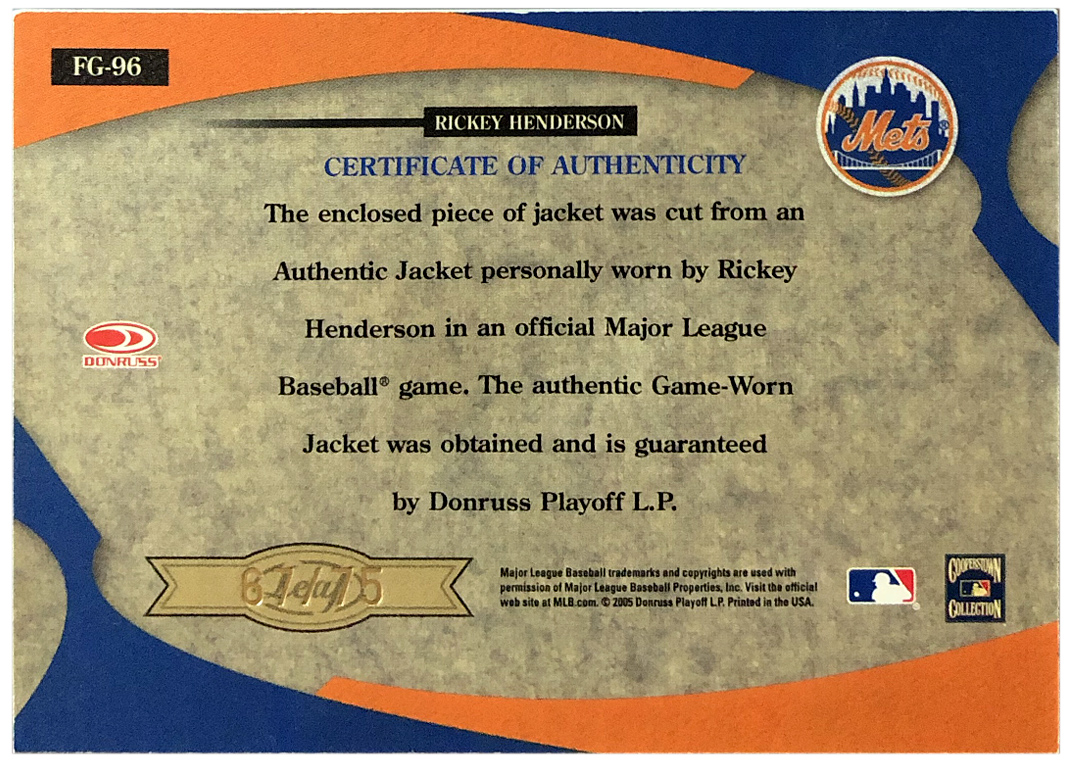 FG-96
RICKEY HENDERSON
Mets
CERTIFICATE OF AUTHENTICITY
The enclosed piece of jacket was cut from an
Authentic Jacket personally worn by Rickey
Henderson in an official Major League
Baseball® game. The authentic Game-Worn
Jacket was obtained and is guaranteed
by Donruss Playoff L.P.
DONRUSS
Major League Baseball trademarks and copyrights are used with
permission of Major League Baseball Properties, Inc. Visit the official
web site at MLB.com. © 2005 Donruss Playoff L.P. Printed in the USA.
COOPERSTOWN
COLLECTION